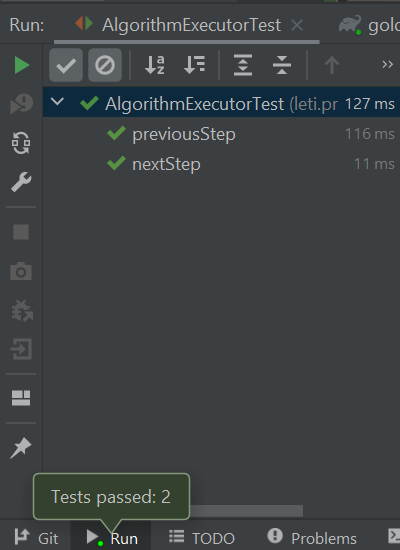 Run: AlgorithmExecutorTest × gold
AlgorithmExecutorTest (leti.pr 127 ms
previousStep 116 ms
nextStep 11 ms
Tests passed: 2
Git Run TODO Problems